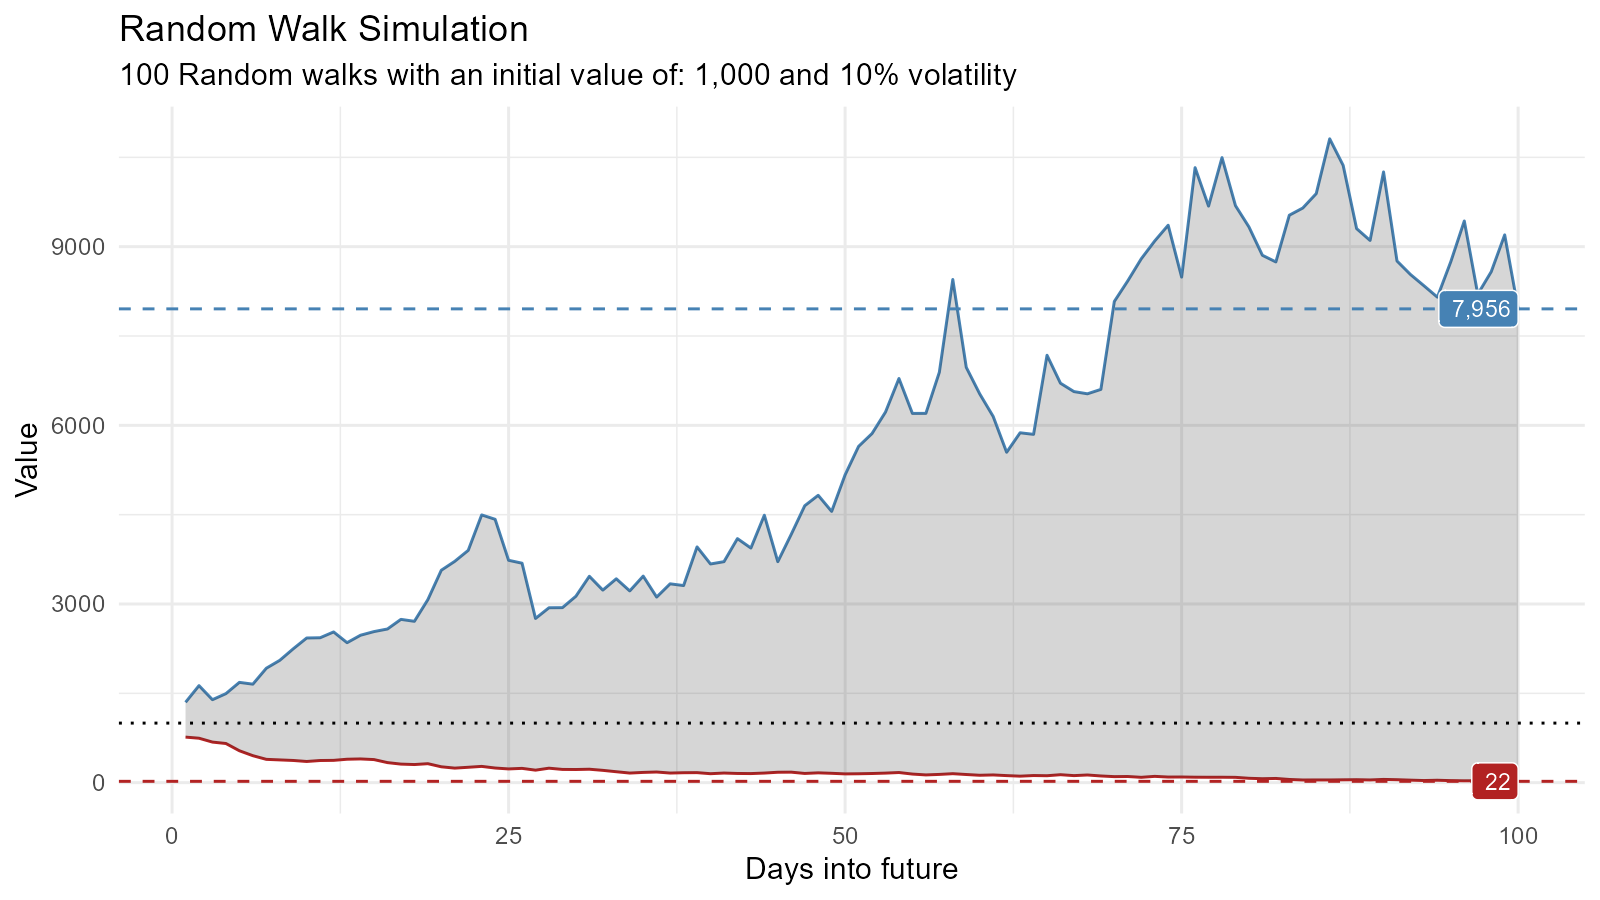 Random Walk Simulation
100 Random walks with an initial value of: 1,000 and 10% volatility
Value
9000
6000
3000
0
7,956
22
0
25
50
75
100
Days into future